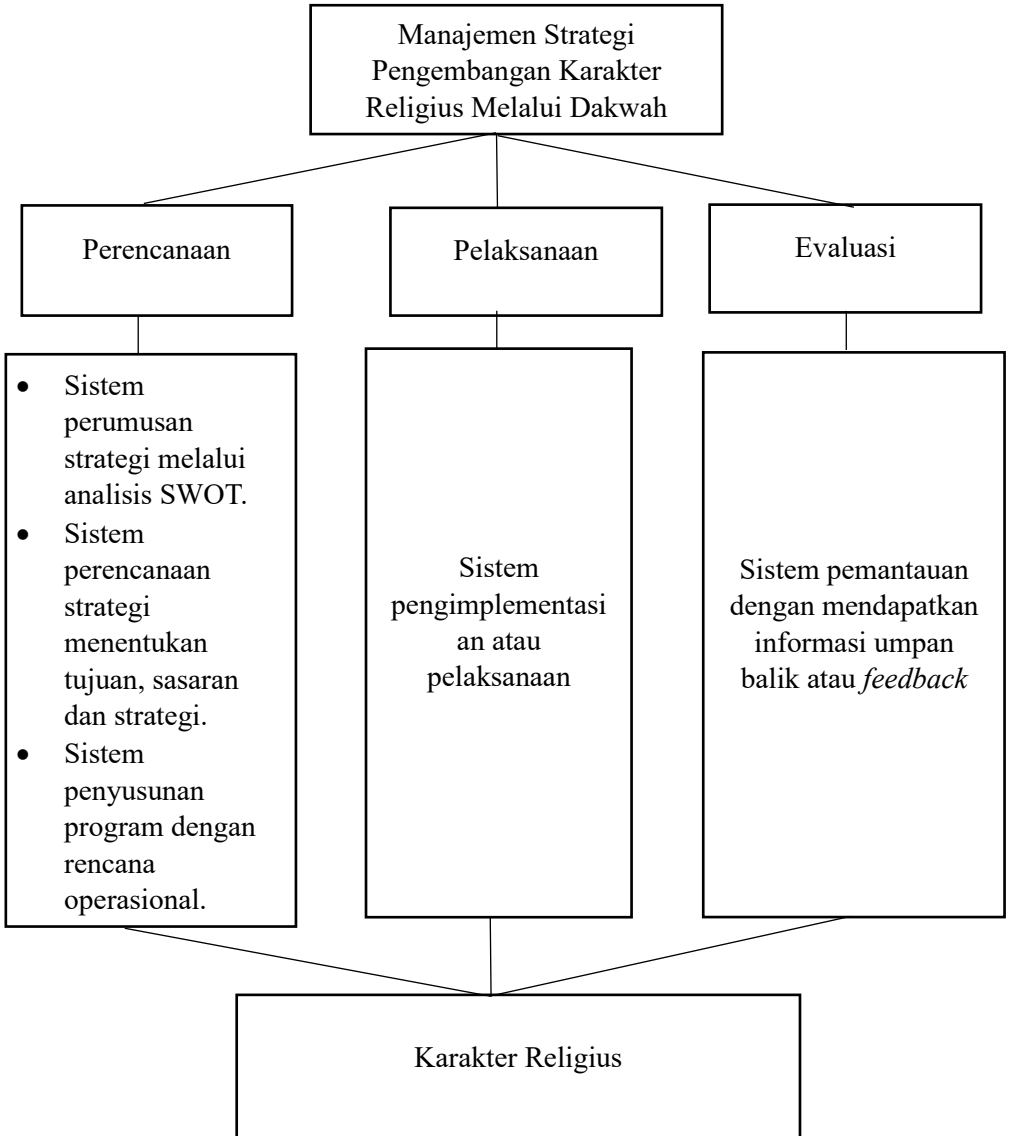 Manajemen Strategi
Pengembangan Karakter
Religius Melalui Dakwah
Perencanaan
Pelaksanaan
Evaluasi
• Sistem
perumusan
strategi melalui
analisis SWOT.
• Sistem
perencanaan
strategi
menentukan
tujuan, sasaran
dan strategi.
• Sistem
penyusunan
program dengan
rencana
operasional.
Sistem
pengimplementasi
an atau
pelaksanaan
Sistem pemantauan
dengan mendapatkan
informasi umpan
balik atau feedback
Karakter Religius